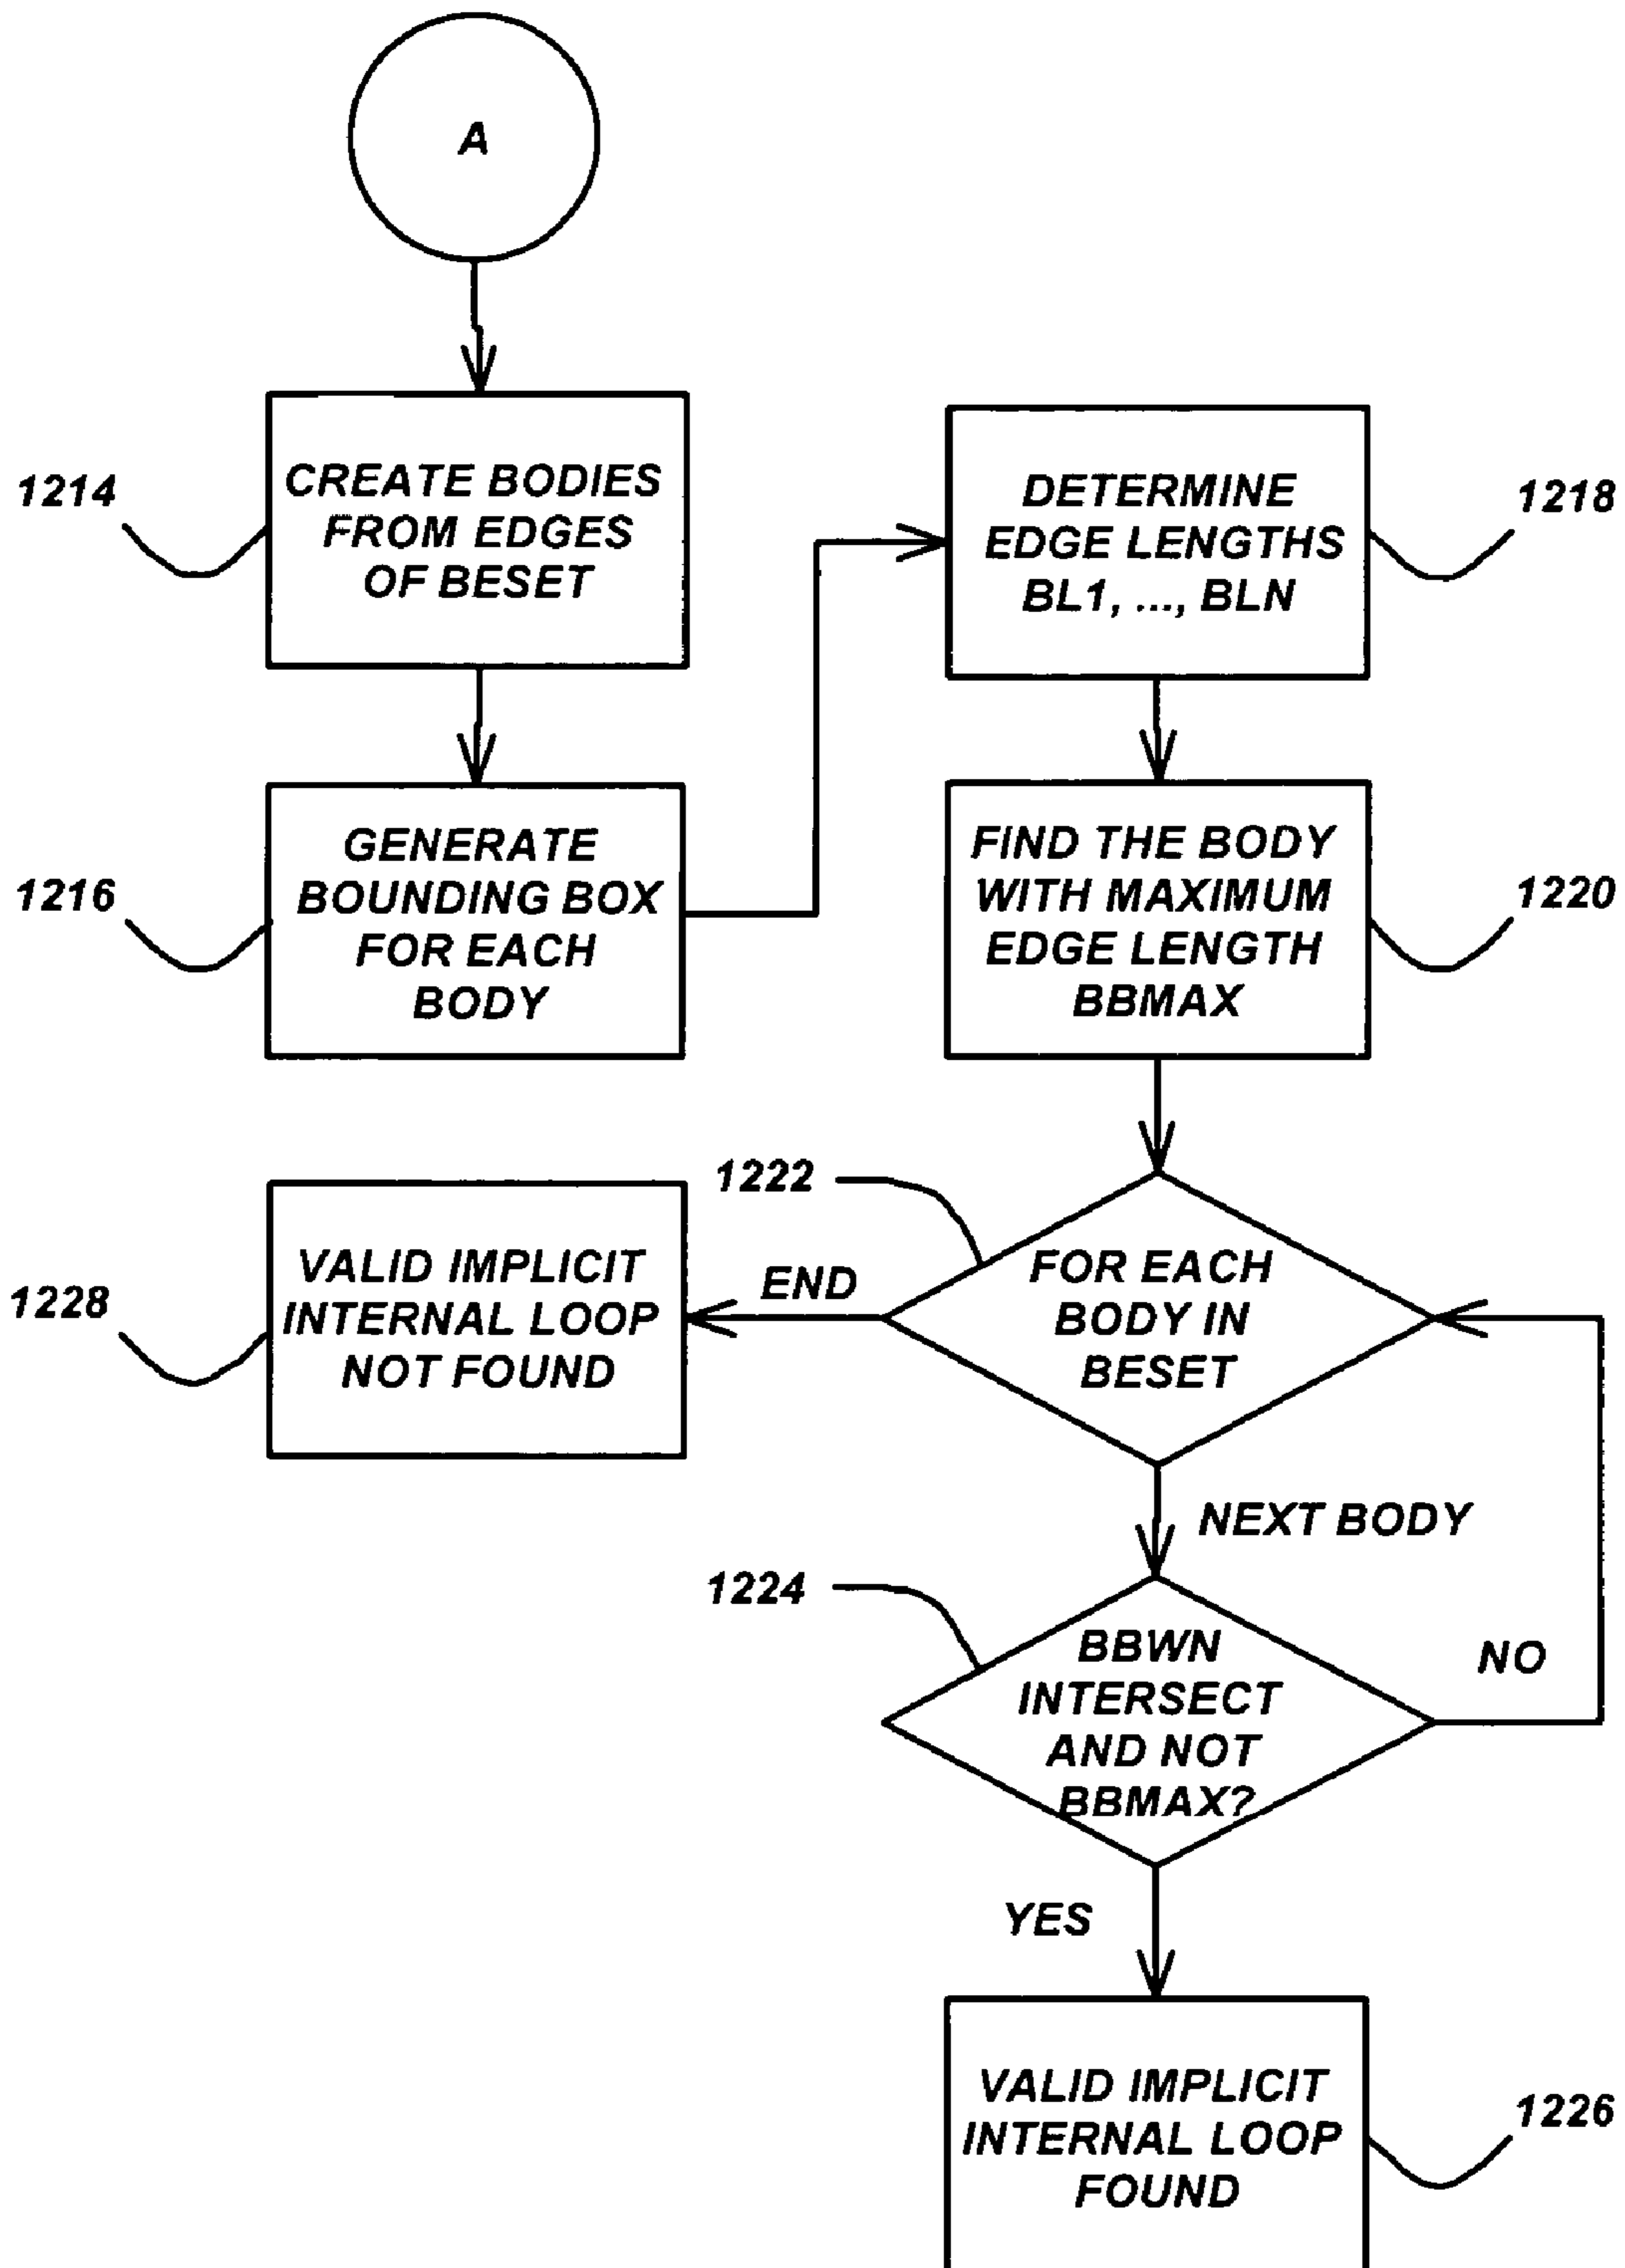 A
1214
CREATE BODIES
FROM EDGES
OF BESET
1216
GENERATE
BOUNDING BOX
FOR EACH
BODY
DETERMINE
EDGE LENGTHS
BL1, ..., BLN
1218
FIND THE BODY
WITH MAXIMUM
EDGE LENGTH
BBMAX
1220
1222
FOR EACH
BODY IN
BESET
END
1228
VALID IMPLICIT
INTERNAL LOOP
NOT FOUND
NEXT BODY
1224
BBWN
INTERSECT
AND NOT
BBMAX?
NO
YES
VALID IMPLICIT
INTERNAL LOOP
FOUND
1226